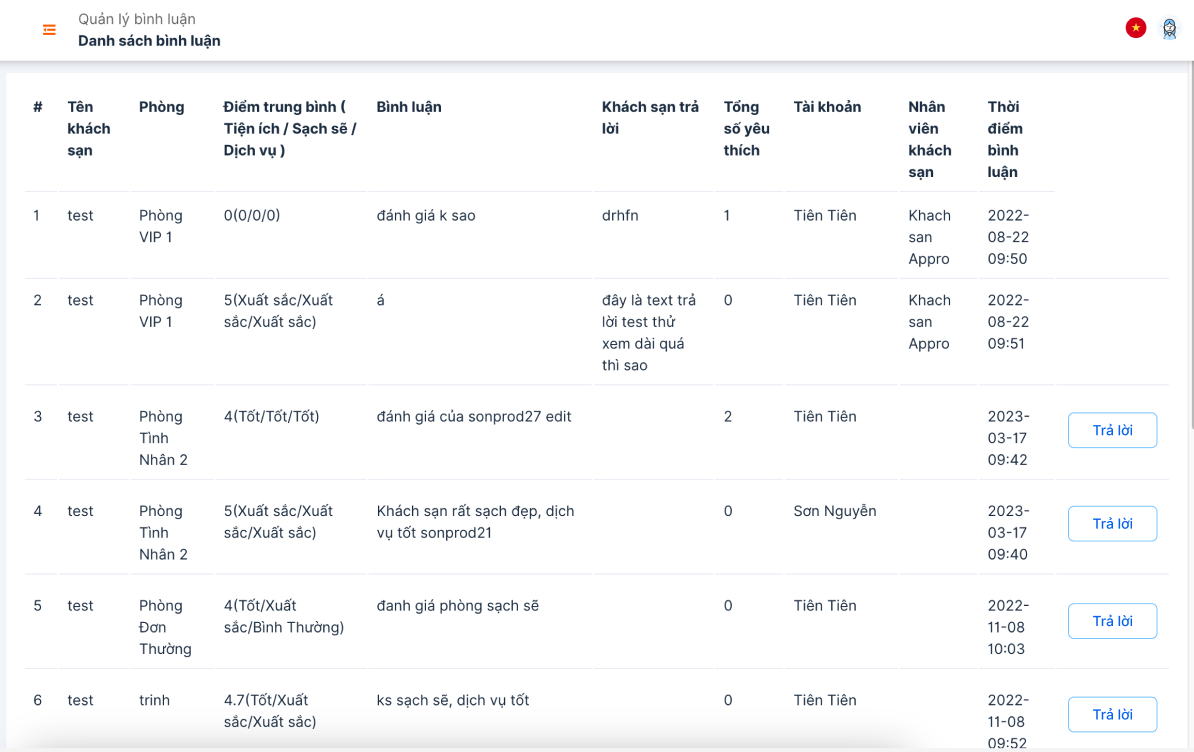 Quản lý bình luận
Danh sách bình luận
# Tên khách sạn Phòng Điểm trung bình ( Tiện ích / Sạch sẽ / Dịch vụ ) Bình luận Khách sạn trả lời Tổng số yêu thích Tài khoản Nhân viên khách sạn Thời điểm bình luận
1 test Phòng VIP 1 0(0/0/0) đánh giá k sao drhfn 1 Tiên Tiên Khach san Appro 2022-08-22 09:50
2 test Phòng VIP 1 5(Xuất sắc/Xuất sắc/Xuất sắc) á đây là text trả lời test thử xem dài quá thì sao 0 Tiên Tiên Khach san Appro 2022-08-22 09:51
3 test Phòng Tình Nhân 2 4(Tốt/Tốt/Tốt) đánh giá của sonprod27 edit 2 Tiên Tiên 2023-03-17 09:42 Trả lời
4 test Phòng Tình Nhân 2 5(Xuất sắc/Xuất sắc/Xuất sắc) Khách sạn rất sạch đẹp, dịch vụ tốt sonprod21 0 Sơn Nguyễn 2023-03-17 09:40 Trả lời
5 test Phòng Đơn Thường 4(Tốt/Xuất sắc/Bình Thường) đanh giá phòng sạch sẽ 0 Tiên Tiên 2022-11-08 10:03 Trả lời
6 test trinh 4.7(Tốt/Xuất sắc/Xuất sắc) ks sạch sẽ, dịch vụ tốt 0 Tiên Tiên 2022-11-08 09:52 Trả lời